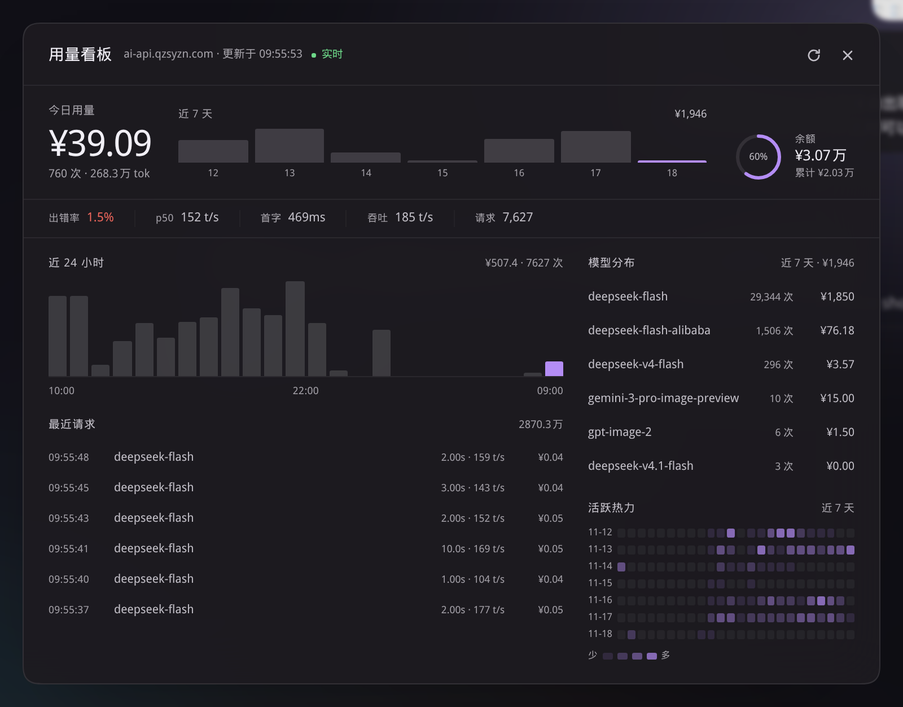 用量看板 ai-api.qzsyzn.com · 更新于 09:55:53 ● 实时
今日用量
¥39.09
760 次 · 268.3万 tok
近 7 天 ¥1,946
12 13 14 15 16 17 18
60%
余额
¥3.07万
累计 ¥2.03万
出错率 1.5% p50 152 t/s 首字 469ms 吞吐 185 t/s 请求 7,627
近 24 小时 ¥507.4 · 7627 次
10:00 22:00 09:00
最近请求 2870.3万
09:55:48 deepseek-flash 2.00s · 159 t/s ¥0.04
09:55:45 deepseek-flash 3.00s · 143 t/s ¥0.04
09:55:43 deepseek-flash 2.00s · 152 t/s ¥0.05
09:55:41 deepseek-flash 10.0s · 169 t/s ¥0.05
09:55:40 deepseek-flash 1.00s · 104 t/s ¥0.04
09:55:37 deepseek-flash 2.00s · 177 t/s ¥0.05
模型分布 近 7 天 · ¥1,946
deepseek-flash 29,344 次 ¥1,850
deepseek-flash-alibaba 1,506 次 ¥76.18
deepseek-v4-flash 296 次 ¥3.57
gemini-3-pro-image-preview 10 次 ¥15.00
gpt-image-2 6 次 ¥1.50
deepseek-v4.1-flash 3 次 ¥0.00
活跃热力 近 7 天
11-12
11-13
11-14
11-15
11-16
11-17
11-18
少 多